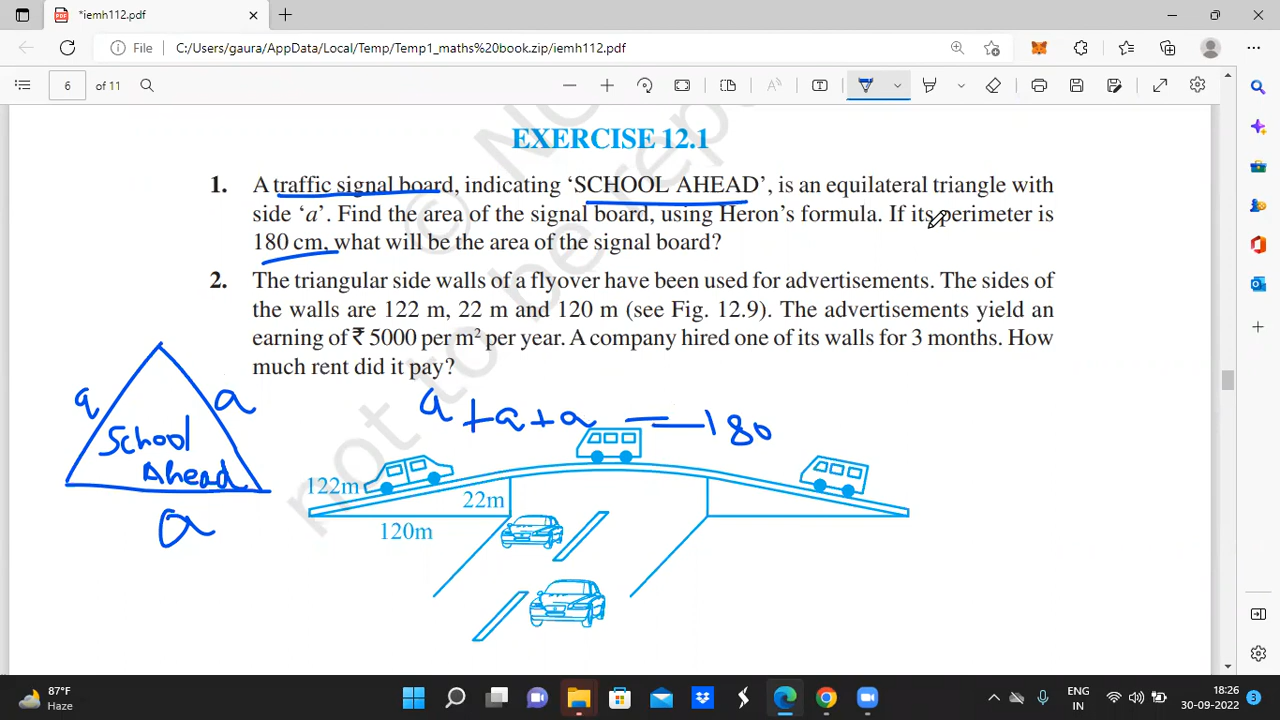 *iemh112.pdf
File
C:/Users/gaura/AppData/Local/Temp/Temp1_maths%20book.zip/iemh112.pdf
6 of 11
EXERCISE 12.1
1. A traffic signal board, indicating ‘SCHOOL AHEAD’, is an equilateral triangle with
side ‘a’. Find the area of the signal board, using Heron’s formula. If its perimeter is
180 cm, what will be the area of the signal board?
2. The triangular side walls of a flyover have been used for advertisements. The sides of
the walls are 122 m, 22 m and 120 m (see Fig. 12.9). The advertisements yield an
earning of ₹ 5000 per m² per year. A company hired one of its walls for 3 months. How
much rent did it pay?
a a
School
Ahead
a
a + a + a = 180
122m
22m
120m
not to be rep
© N
87°F
Haze
ENG
IN
18:26
30-09-2022
3